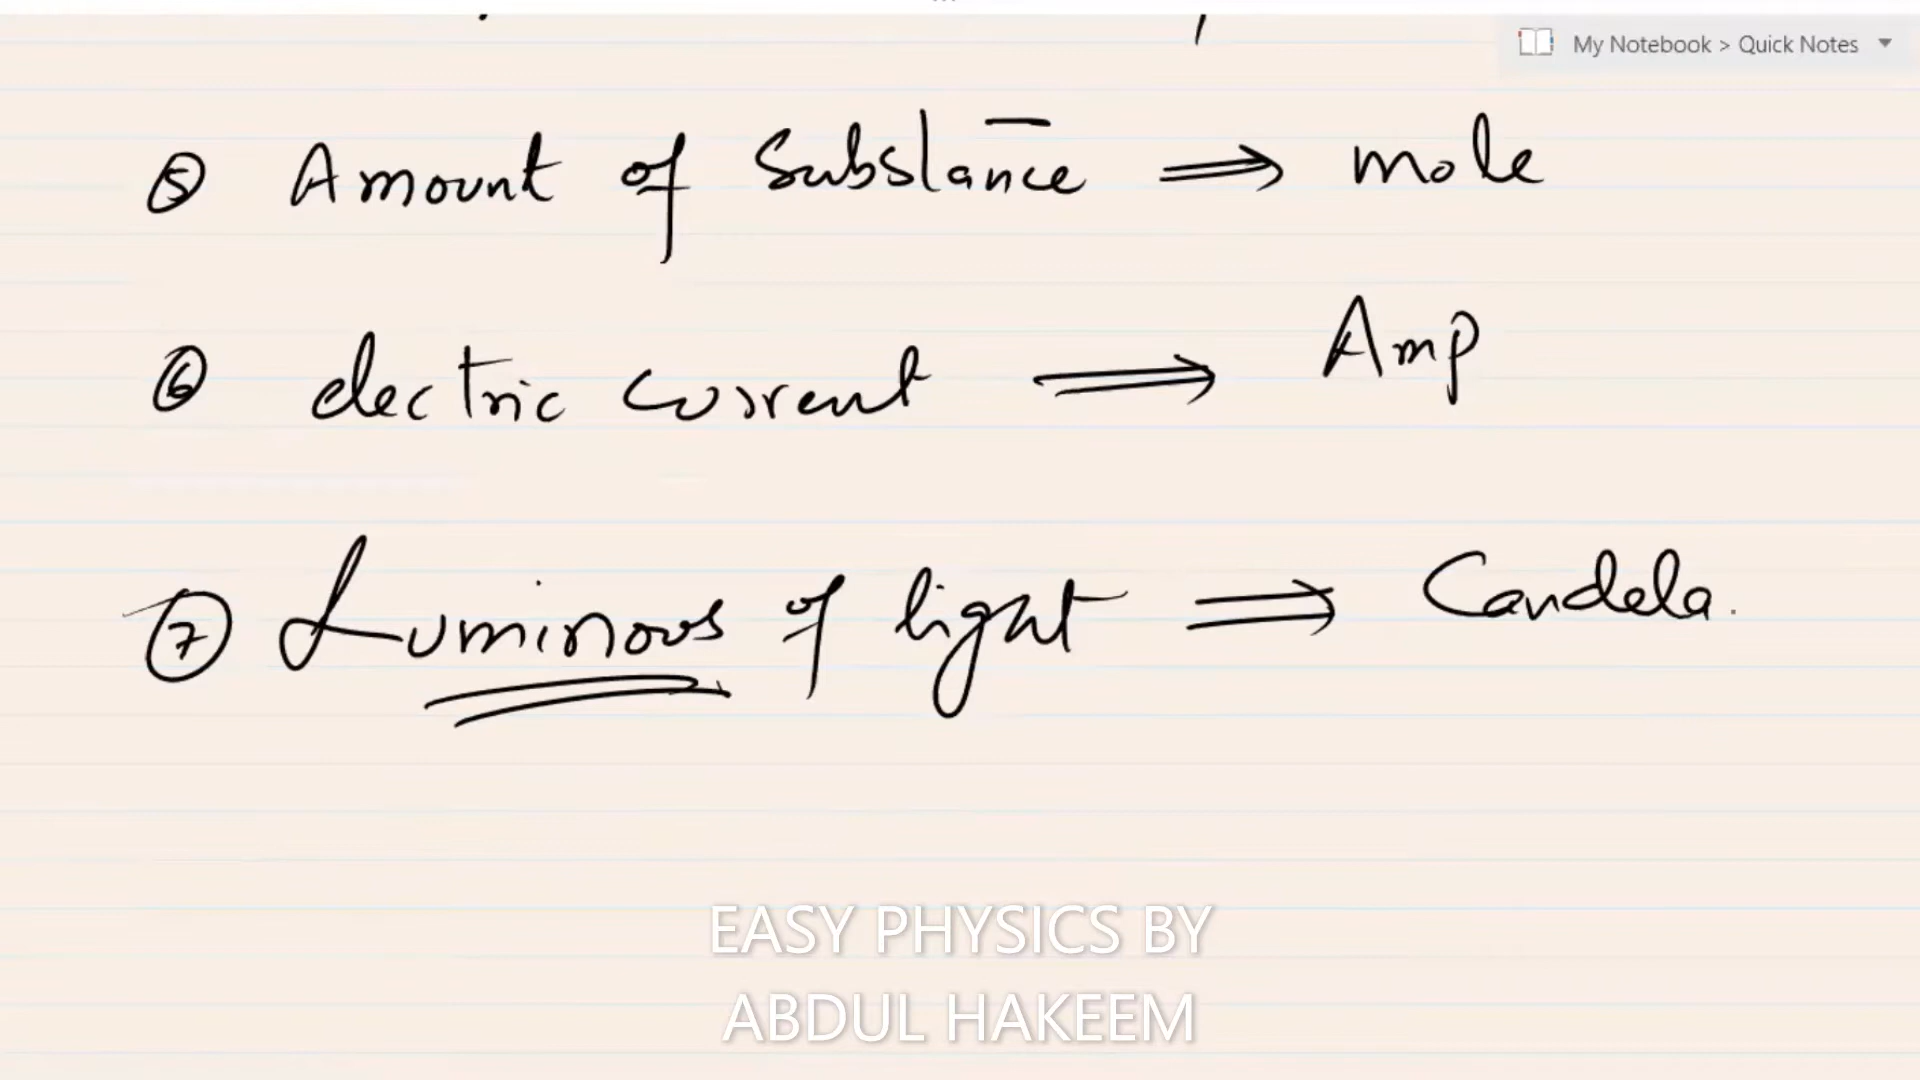 My Notebook > Quick Notes
5 Amount of Substance ⇒ mole
6 electric current ⇒ Amp
7 Luminous of light ⇒ Candela.
EASY PHYSICS BY
ABDUL HAKEEM